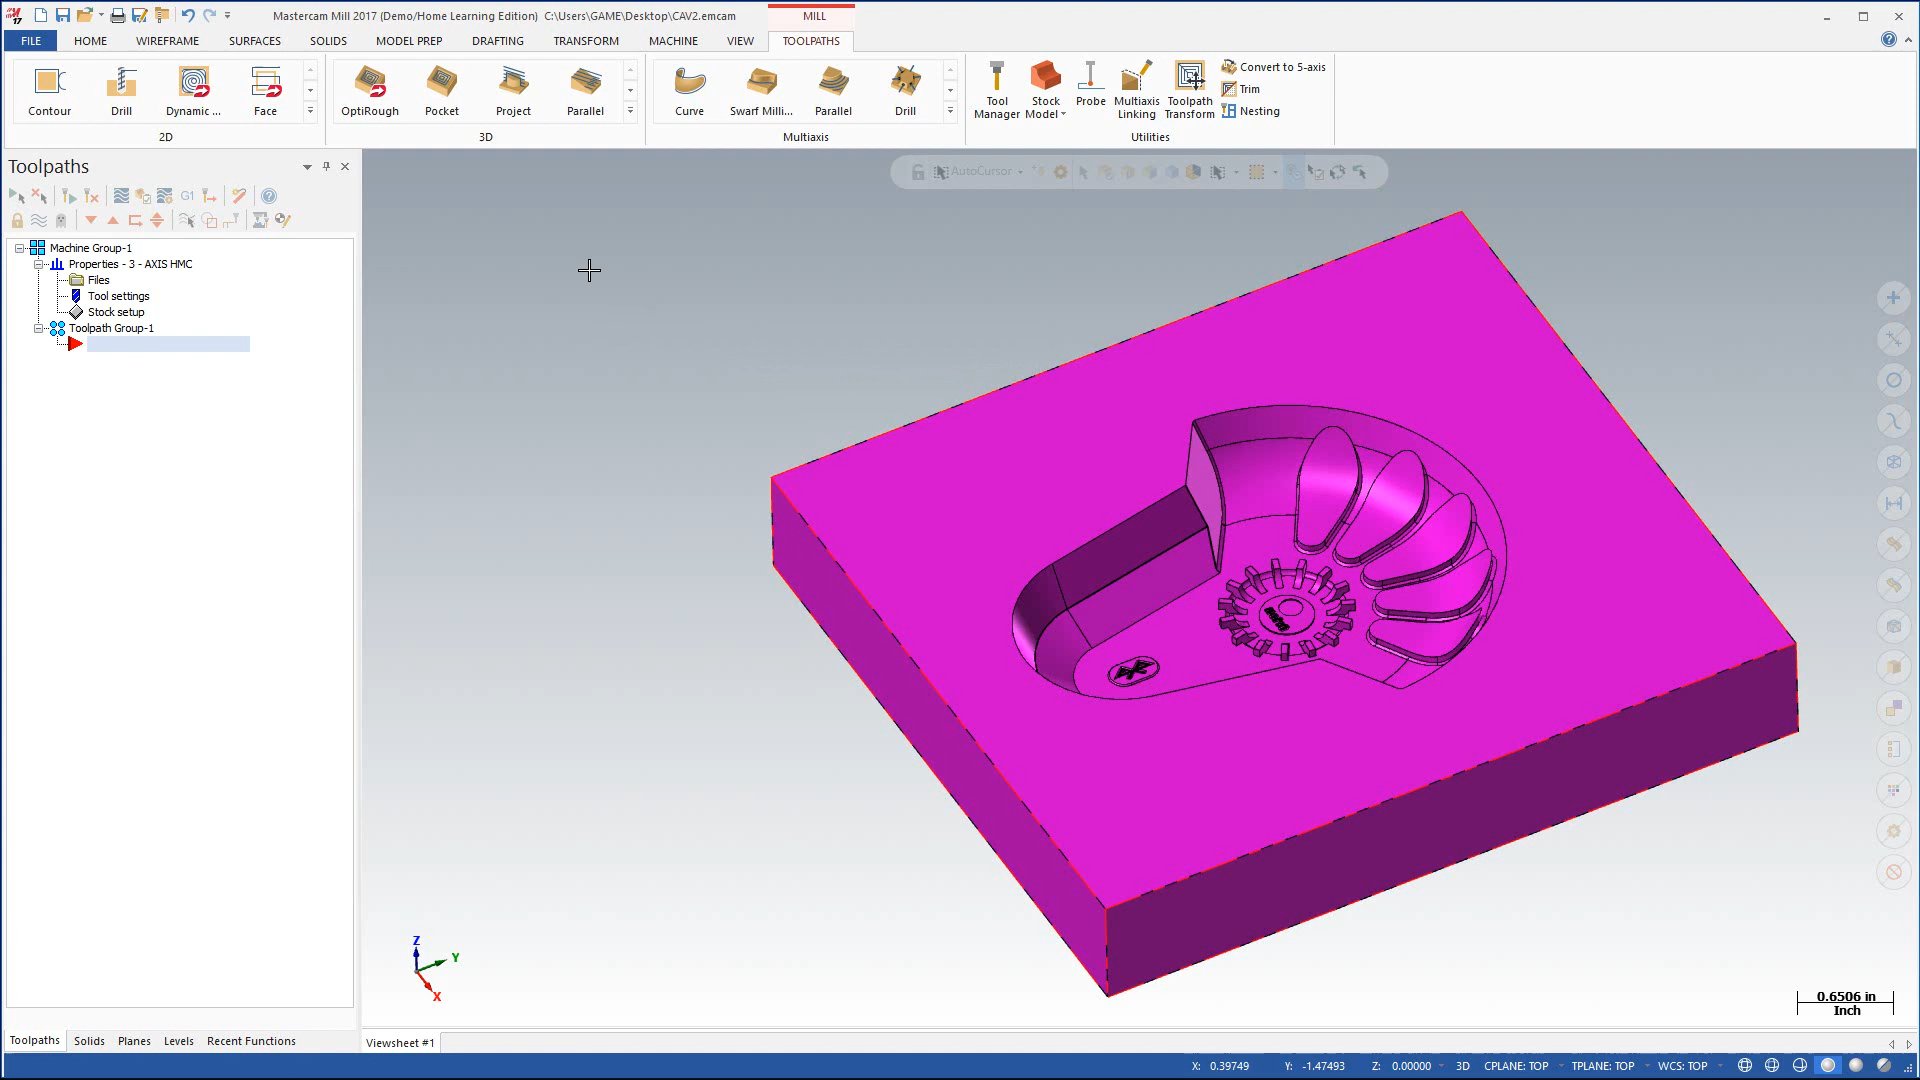 Mastercam Mill 2017 (Demo/Home Learning Edition)  C:\Users\GAME\Desktop\CAV2.emcam
MILL
FILE HOME WIREFRAME SURFACES SOLIDS MODEL PREP DRAFTING TRANSFORM MACHINE VIEW TOOLPATHS
Contour Drill Dynamic ... Face
2D
OptiRough Pocket Project Parallel
3D
Curve Swarf Milli... Parallel Drill
Multiaxis
Tool Manager
Stock Model
Probe
Multiaxis Linking
Toolpath Transform
Convert to 5-axis
Trim
Nesting
Utilities
Toolpaths
G1
AutoCursor
Machine Group-1
Properties - 3 - AXIS HMC
Files
Tool settings
Stock setup
Toolpath Group-1
Z
Y
X
0.6506 in
Inch
Toolpaths Solids Planes Levels Recent Functions
Viewsheet #1
X: 0.39749 Y: -1.47493 Z: 0.00000 3D CPLANE: TOP TPLANE: TOP WCS: TOP